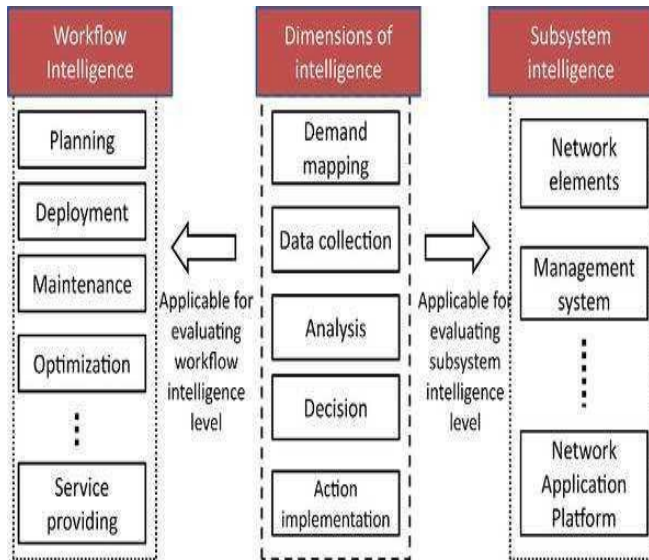 Workflow
Intelligence
Planning
Deployment
Maintenance
Optimization
Service
providing
Applicable for
evaluating
workflow
intelligence
level
Dimensions of
intelligence
Demand
mapping
Data collection
Analysis
Decision
Action
implementation
Applicable for
evaluating
subsystem
intelligence
level
Subsystem
intelligence
Network
elements
Management
system
Network
Application
Platform